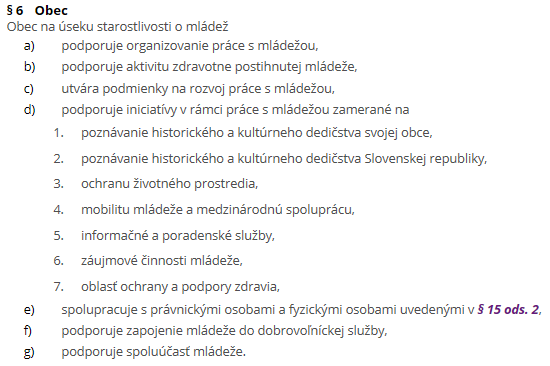 § 6 Obec
Obec na úseku starostlivosti o mládež
a) podporuje organizovanie práce s mládežou,
b) podporuje aktivitu zdravotne postihnutej mládeže,
c) utvára podmienky na rozvoj práce s mládežou,
d) podporuje iniciatívy v rámci práce s mládežou zamerané na
1. poznávanie historického a kultúrneho dedičstva svojej obce,
2. poznávanie historického a kultúrneho dedičstva Slovenskej republiky,
3. ochranu životného prostredia,
4. mobilitu mládeže a medzinárodnú spoluprácu,
5. informačné a poradenské služby,
6. záujmové činnosti mládeže,
7. oblasť ochrany a podpory zdravia,
e) spolupracuje s právnickými osobami a fyzickými osobami uvedenými v § 15 ods. 2,
f) podporuje zapojenie mládeže do dobrovoľníckej služby,
g) podporuje spoluúčasť mládeže.